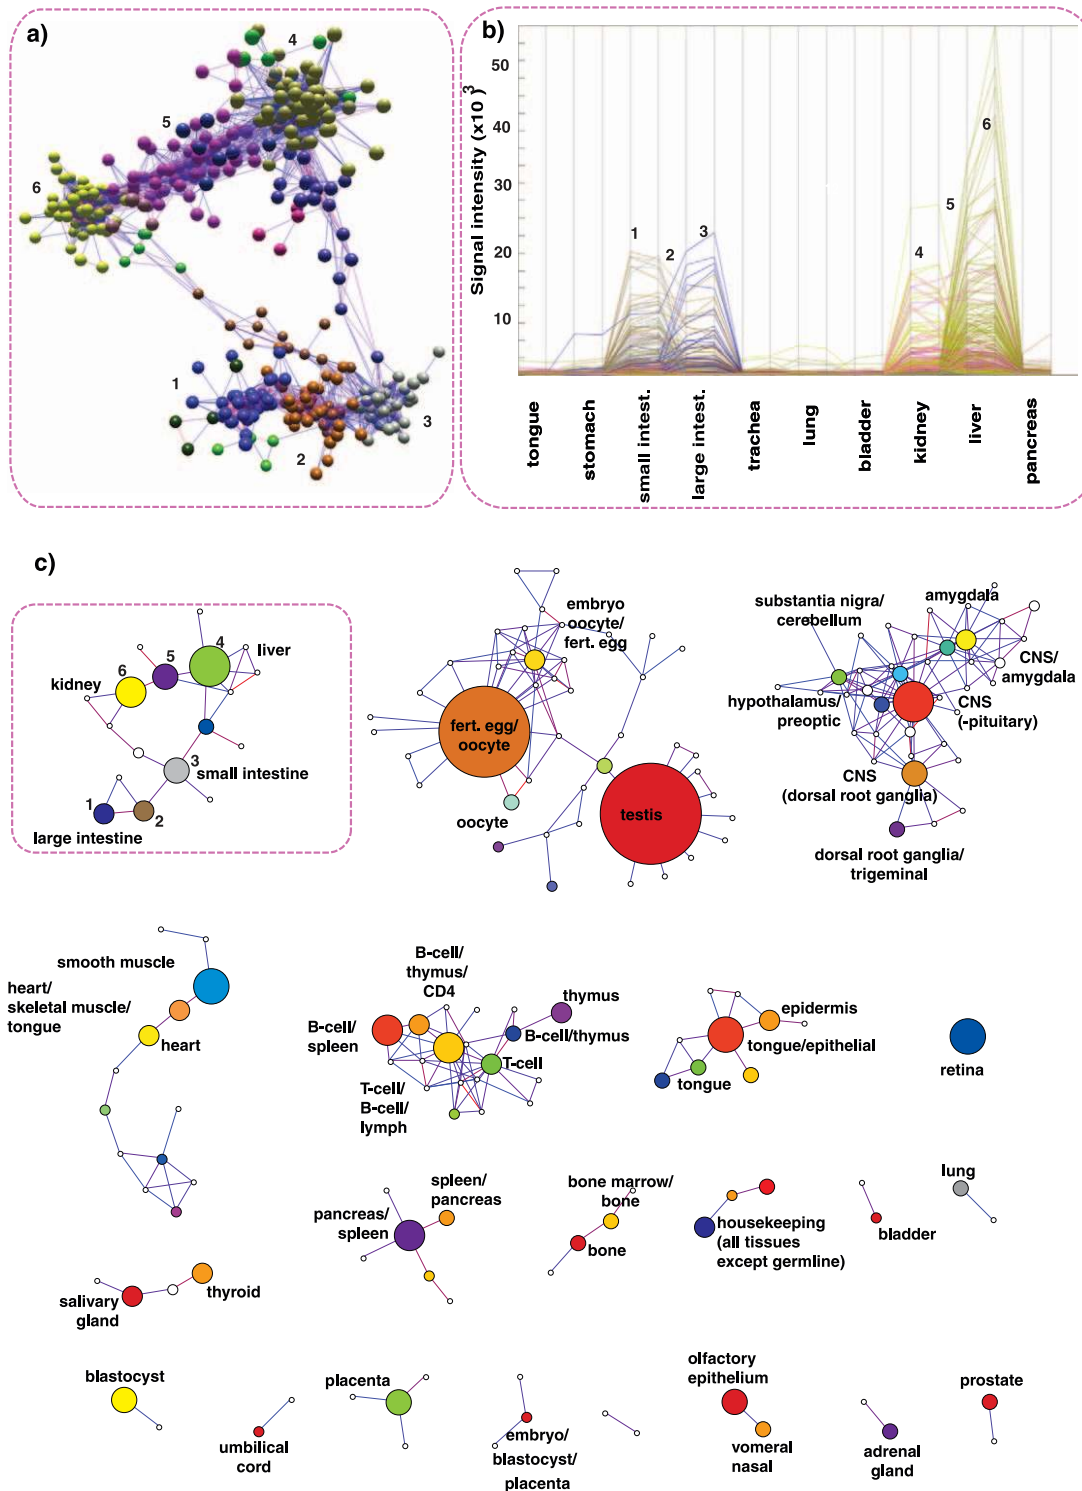 a)
4
5
6
1
2
3
b)
Signal intensity (x10 3)
50
40
30
20
10
1
2
3
4
5
6
tongue
stomach
small intest.
large intest.
trachea
lung
bladder
kidney
liver
pancreas
c)
4
liver
5
6
kidney
3
small intestine
1
2
large intestine
embryo
oocyte/
fert. egg
fert. egg/
oocyte
oocyte
testis
substantia nigra/
cerebellum
amygdala
CNS/
amygdala
hypothalamus/
preoptic
CNS
(-pituitary)
CNS
(dorsal root ganglia)
dorsal root ganglia/
trigeminal
smooth muscle
heart/
skeletal muscle/
tongue
heart
B-cell/
thymus/
CD4
thymus
B-cell/
spleen
B-cell/thymus
T-cell
T-cell/
B-cell/
lymph
epidermis
tongue/epithelial
tongue
retina
spleen/
pancreas
pancreas/
spleen
bone marrow/
bone
bone
housekeeping
(all tissues
except germline)
bladder
lung
salivary
gland
thyroid
blastocyst
umbilical
cord
placenta
embryo/
blastocyst/
placenta
olfactory
epithelium
vomeral
nasal
adrenal
gland
prostate